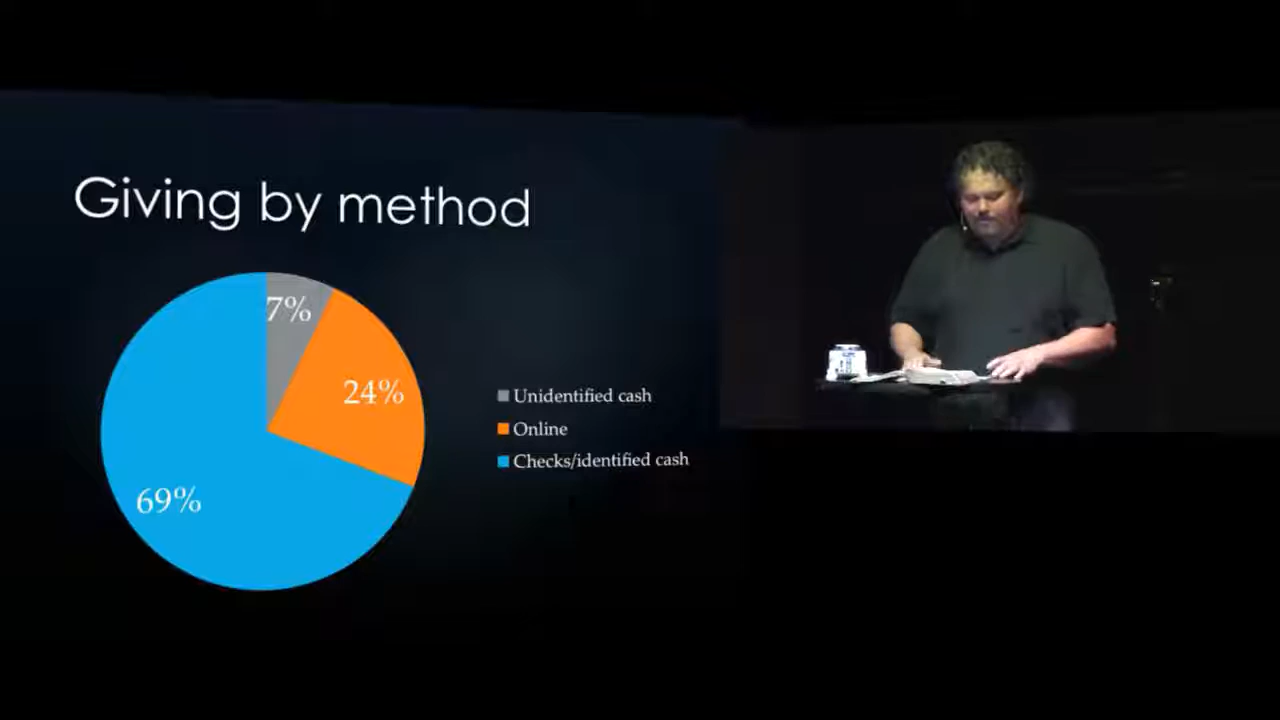 Giving by method
7%
24%
69%
Unidentified cash
Online
Checks/identified cash